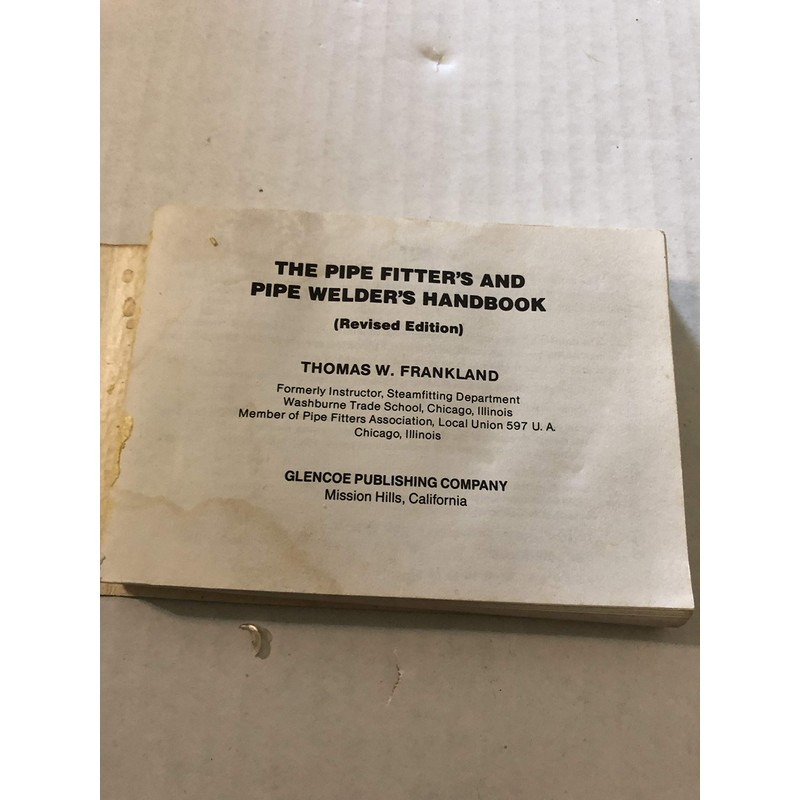 THE PIPE FITTER'S AND
PIPE WELDER'S HANDBOOK
(Revised Edition)
THOMAS W. FRANKLAND
Formerly Instructor, Steamfitting Department
Washburne Trade School, Chicago, Illinois
Member of Pipe Fitters Association, Local Union 597 U. A.
Chicago, Illinois
GLENCOE PUBLISHING COMPANY
Mission Hills, California